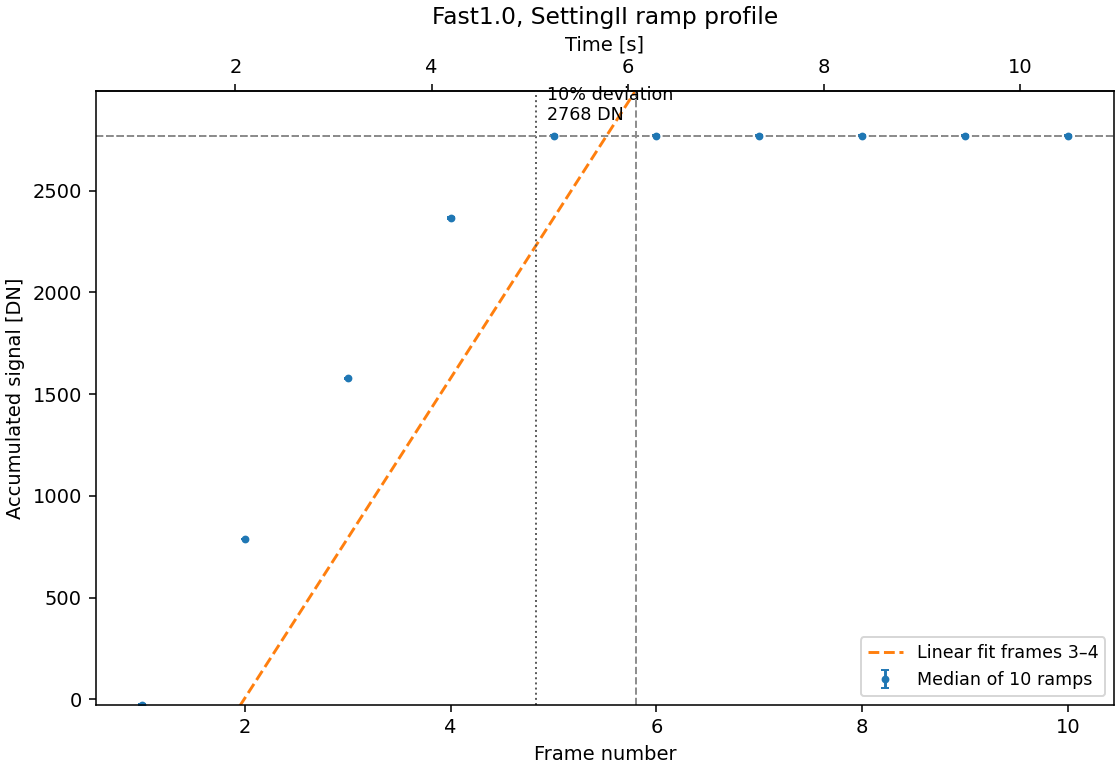 Fast1.0, SettingII ramp profile
Time [s]
2 4 6 8 10
10% deviation
2768 DN
Accumulated signal [DN]
2500
2000
1500
1000
500
0
Linear fit frames 3–4
Median of 10 ramps
2 4 6 8 10
Frame number